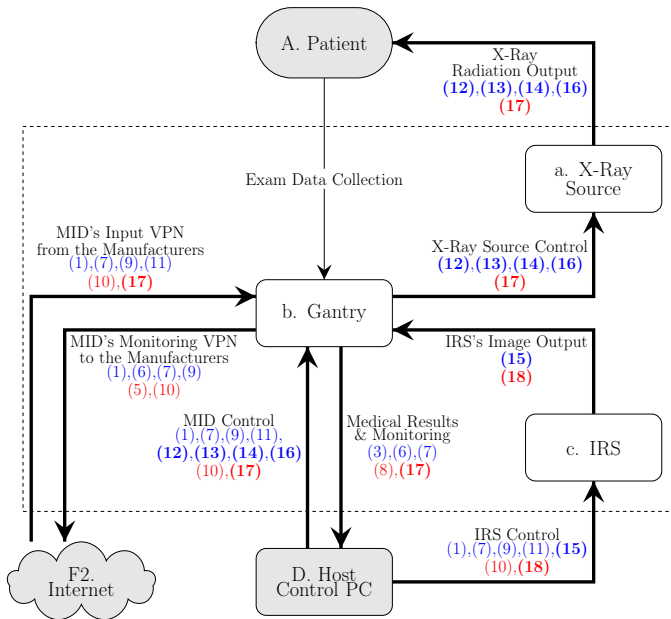 A. Patient
X-Ray
Radiation Output
(12),(13),(14),(16)
(17)
a. X-Ray
Source
Exam Data Collection
MID's Input VPN
from the Manufacturers
(1),(7),(9),(11)
(10),(17)
X-Ray Source Control
(12),(13),(14),(16)
(17)
b. Gantry
MID's Monitoring VPN
to the Manufacturers
(1),(6),(7),(9)
(5),(10)
IRS's Image Output
(15)
(18)
MID Control
(1),(7),(9),(11),
(12),(13),(14),(16)
(10),(17)
Medical Results
& Monitoring
(3),(6),(7)
(8),(17)
c. IRS
F2.
Internet
D. Host
Control PC
IRS Control
(1),(7),(9),(11),(15)
(10),(18)